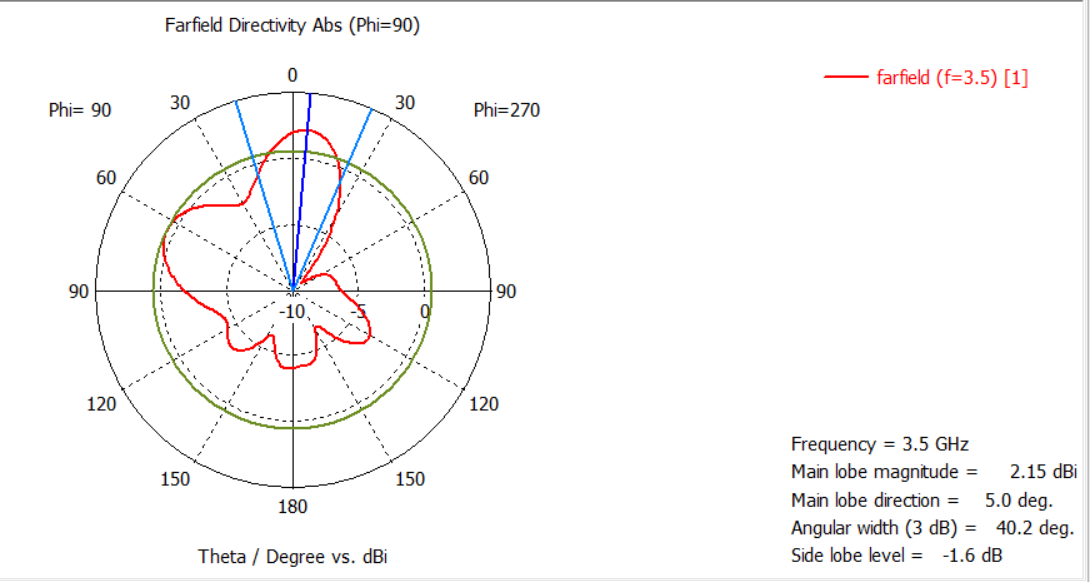 Farfield Directivity Abs (Phi=90)
farfield (f=3.5) [1]
0
Phi= 90
30
30
Phi=270
60
60
90
-10
-5
0
90
120
120
150
150
180
Theta / Degree vs. dBi
Frequency = 3.5 GHz
Main lobe magnitude = 2.15 dBi
Main lobe direction = 5.0 deg.
Angular width (3 dB) = 40.2 deg.
Side lobe level = -1.6 dB